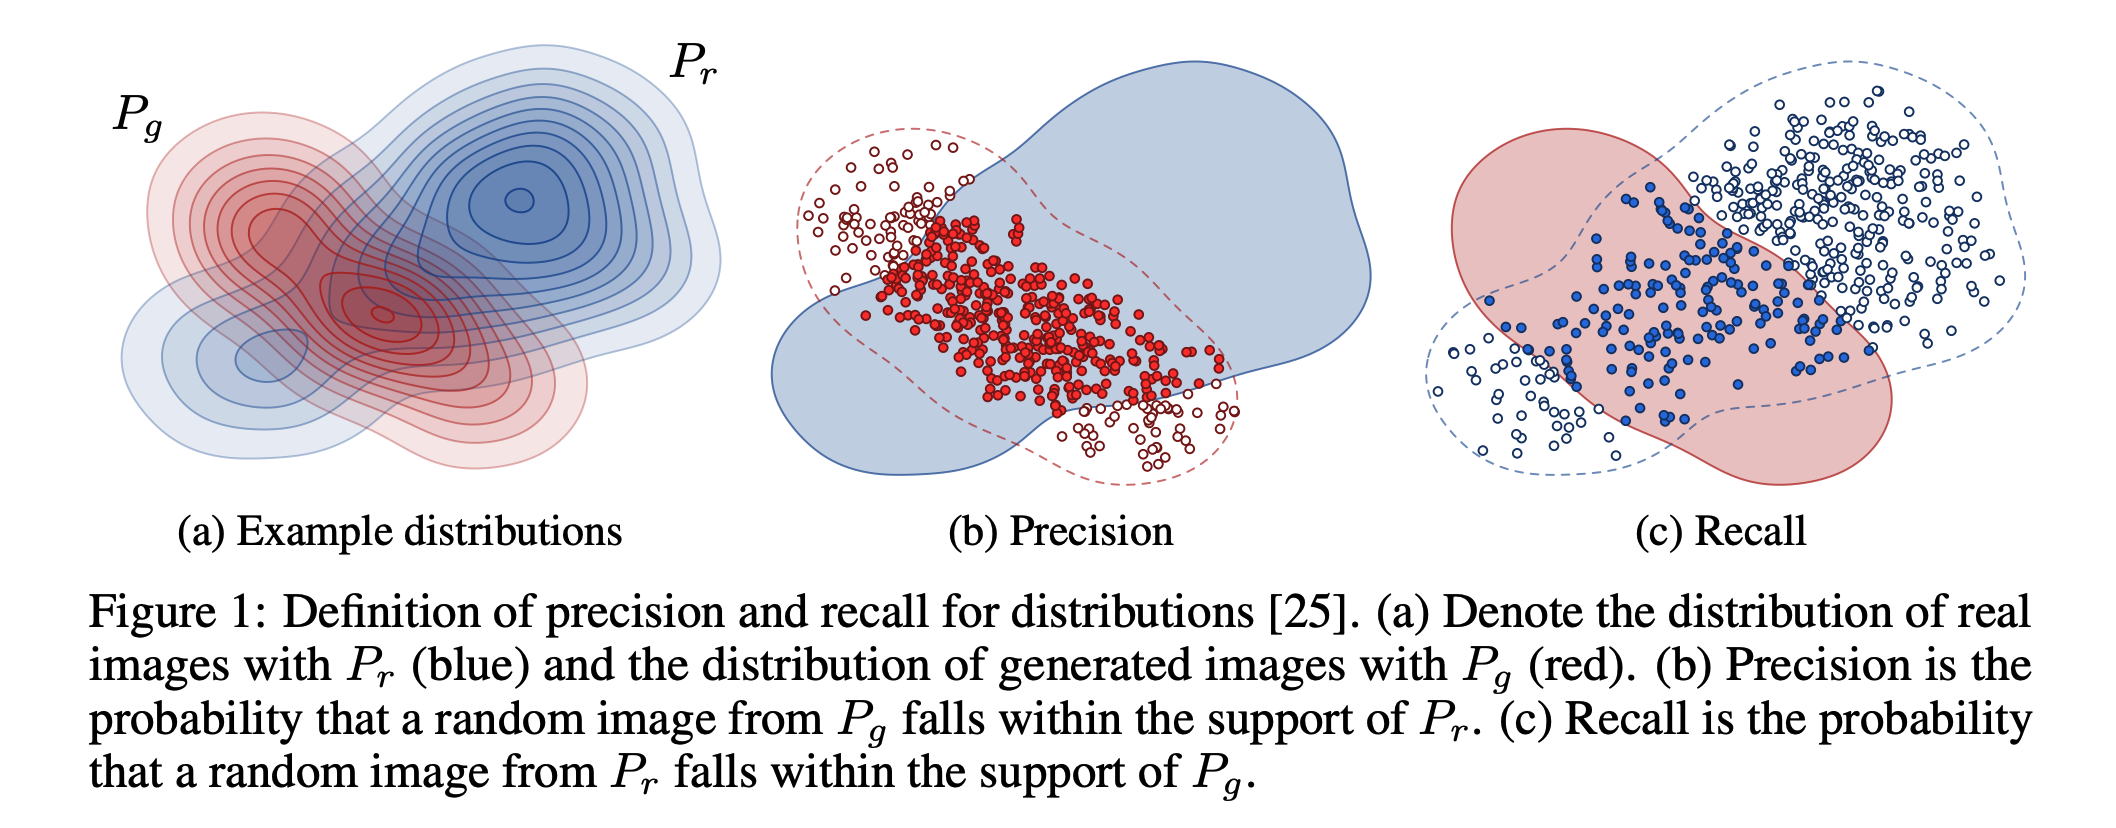 P_g
P_r
(a) Example distributions
(b) Precision
(c) Recall
Figure 1: Definition of precision and recall for distributions [25]. (a) Denote the distribution of real
images with P_r (blue) and the distribution of generated images with P_g (red). (b) Precision is the
probability that a random image from P_g falls within the support of P_r. (c) Recall is the probability
that a random image from P_r falls within the support of P_g.